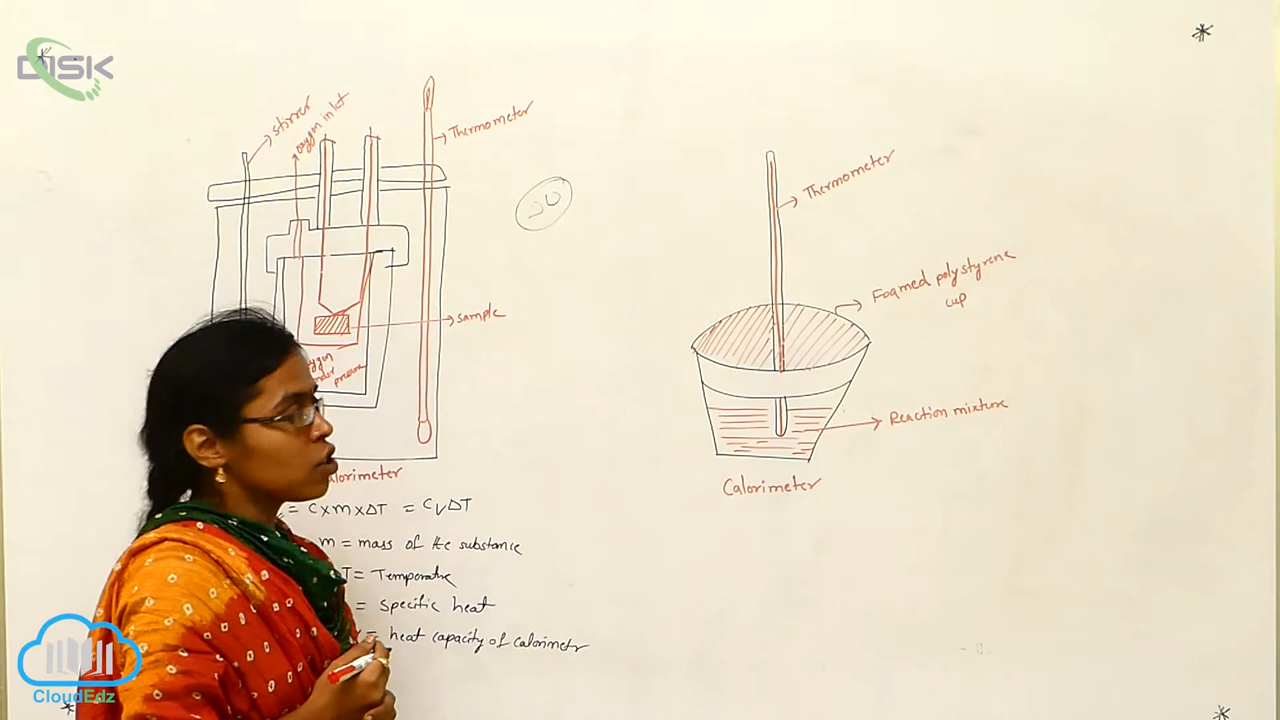 DISK
stirrer
oxygen inlet
Thermometer
sample
oxygen
under pressure
Calorimeter
= C x m x ΔT = CvΔT
m = mass of the substance
T = Temperatre
= specific heat
= heat capacity of calorimeter
Thermometer
Foamed polystyrene
cup
Reaction mixture
Calorimeter
CloudEdz